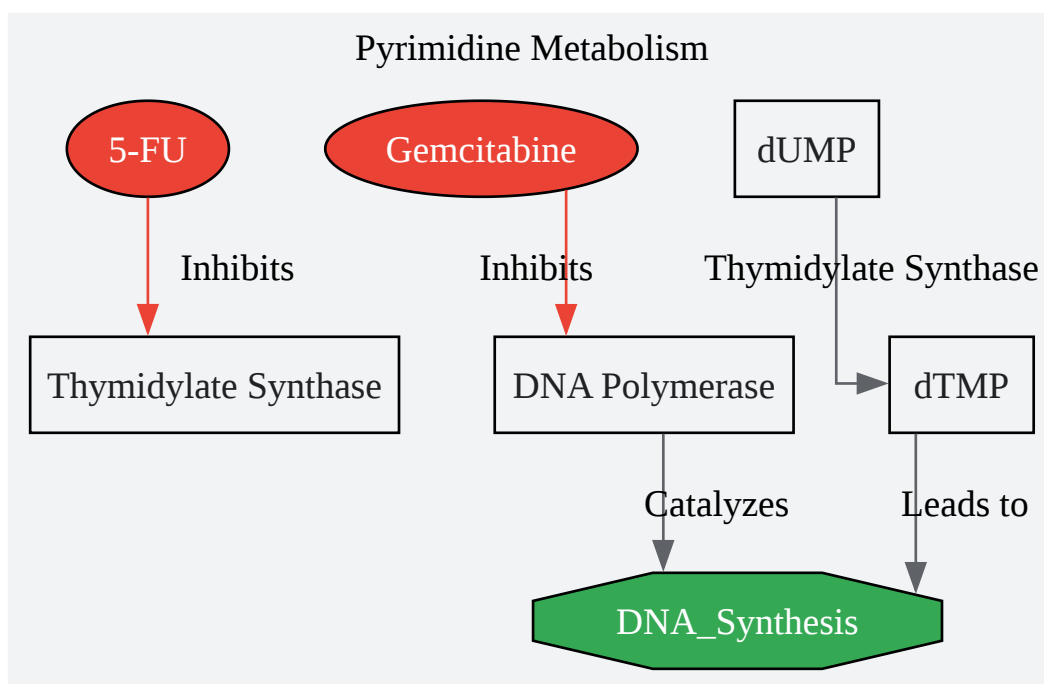 Pyrimidine Metabolism
5-FU
Gemcitabine
dUMP
Inhibits
Inhibits
Thymidylate Synthase
Thymidylate Synthase
DNA Polymerase
dTMP
Catalyzes
Leads to
DNA_Synthesis